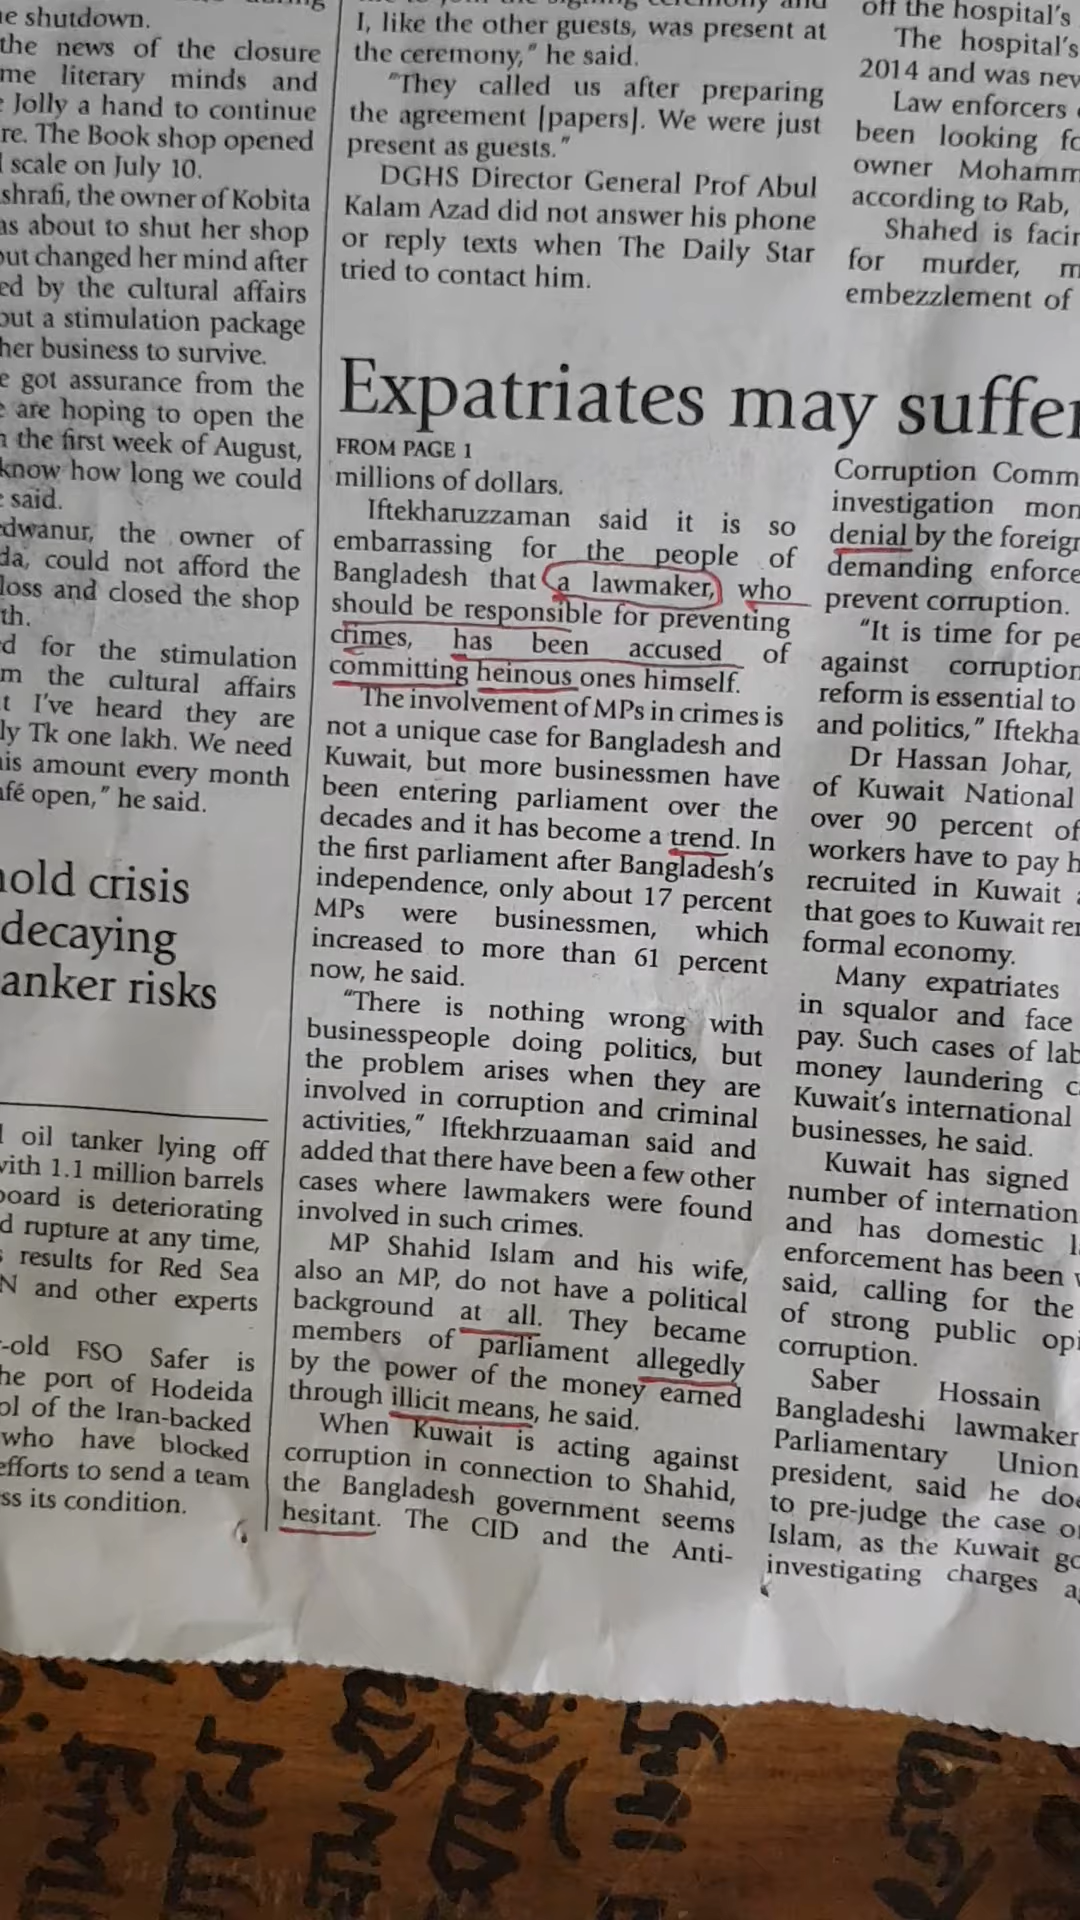 e shutdown.
the news of the closure
me literary minds and
Jolly a hand to continue
re. The Book shop opened
scale on July 10.
shrafi, the owner of Kobita
as about to shut her shop
out changed her mind after
ed by the cultural affairs
out a stimulation package
her business to survive.
e got assurance from the
e are hoping to open the
n the first week of August,
know how long we could
e said.
edwanur, the owner of
da, could not afford the
loss and closed the shop
th.
ed for the stimulation
m the cultural affairs
t I've heard they are
ly Tk one lakh. We need
is amount every month
afé open," he said.
old crisis
decaying
anker risks
l oil tanker lying off
with 1.1 million barrels
board is deteriorating
d rupture at any time,
s results for Red Sea
N and other experts
-old FSO Safer is
he port of Hodeida
ol of the Iran-backed
who have blocked
efforts to send a team
ss its condition.
I, like the other guests, was present at
the ceremony," he said.
"They called us after preparing
the agreement [papers]. We were just
present as guests."
DGHS Director General Prof Abul
Kalam Azad did not answer his phone
or reply texts when The Daily Star
tried to contact him.
off the hospital's
The hospital's
2014 and was nev
Law enforcers
been looking fo
owner Mohamm
according to Rab,
Shahed is facin
for murder, m
embezzlement of
Expatriates may suffer
FROM PAGE 1
millions of dollars.
Iftekharuzzaman said it is so
embarrassing for the people of
Bangladesh that a lawmaker, who
should be responsible for preventing
crimes, has been accused of
committing heinous ones himself.
The involvement of MPs in crimes is
not a unique case for Bangladesh and
Kuwait, but more businessmen have
been entering parliament over the
decades and it has become a trend. In
the first parliament after Bangladesh's
independence, only about 17 percent
MPs were businessmen, which
increased to more than 61 percent
now, he said.
"There is nothing wrong with
businesspeople doing politics, but
the problem arises when they are
involved in corruption and criminal
activities," Iftekhrzuaaman said and
added that there have been a few other
cases where lawmakers were found
involved in such crimes.
MP Shahid Islam and his wife,
also an MP, do not have a political
background at all. They became
members of parliament allegedly
by the power of the money earned
through illicit means, he said.
When Kuwait is acting against
corruption in connection to Shahid,
the Bangladesh government seems
hesitant. The CID and the Anti-
Corruption Comm
investigation mon
denial by the foreign
demanding enforce
prevent corruption.
"It is time for pe
against corruption
reform is essential to
and politics," Iftekha
Dr Hassan Johar,
of Kuwait National
over 90 percent of
workers have to pay h
recruited in Kuwait
that goes to Kuwait ren
formal economy.
Many expatriates
in squalor and face
pay. Such cases of lab
money laundering c
Kuwait's international
businesses, he said.
Kuwait has signed
number of internation
and has domestic la
enforcement has been w
said, calling for the
of strong public opi
corruption.
Saber Hossain
Bangladeshi lawmaker
Parliamentary Union
president, said he doe
to pre-judge the case o
Islam, as the Kuwait go
investigating charges ag